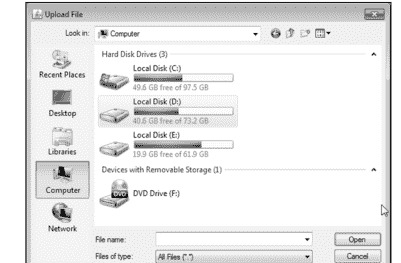 Upload File
Look in: Computer
Recent Places
Desktop
Libraries
Computer
Network
Hard Disk Drives (3)
Local Disk (C:)
49.6 GB free of 97.5 GB
Local Disk (D:)
40.6 GB free of 73.2 GB
Local Disk (E:)
19.9 GB free of 61.9 GB
Devices with Removable Storage (1)
DVD
DVD Drive (F:)
File name:
Open
Files of type: All Files (*.*)
Cancel